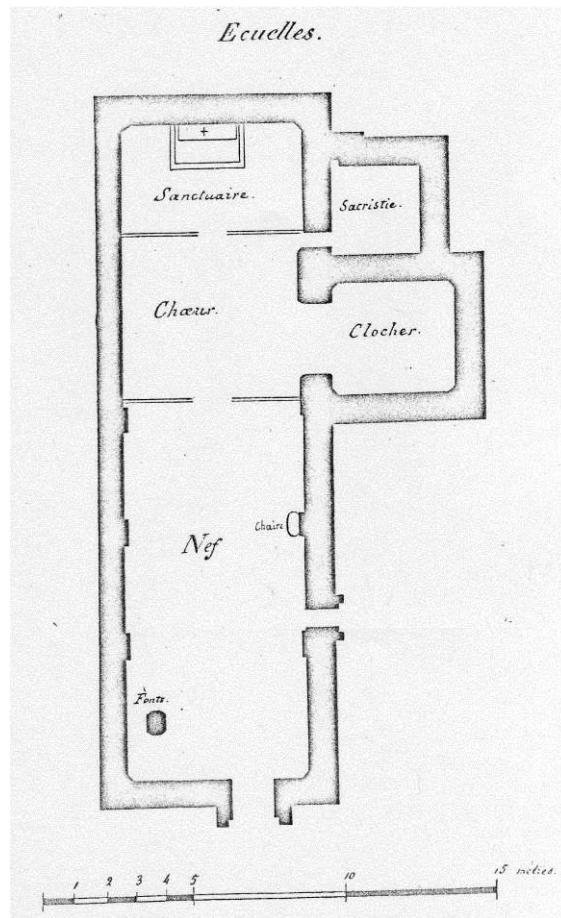 Ecuelles.
Sanctuaire.
Sacristie.
Chœur.
Clocher.
Chaire
Nef
Fonts.
1 2 3 4 5 10 15 mètres.